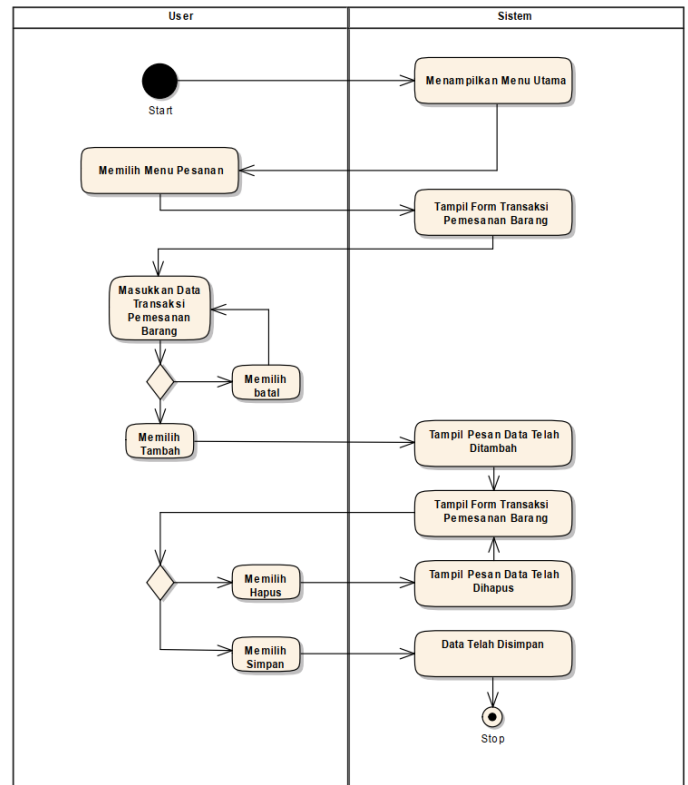 User
Sistem
Menampilkan Menu Utama
Start
Memilih Menu Pesanan
Tampil Form Transaksi
Pemesanan Barang
Masukkan Data
Transaksi
Pemesanan
Barang
Memilih
batal
Memilih
Tambah
Tampil Pesan Data Telah
Ditambah
Tampil Form Transaksi
Pemesanan Barang
Memilih
Hapus
Tampil Pesan Data Telah
Dihapus
Memilih
Simpan
Data Telah Disimpan
Stop